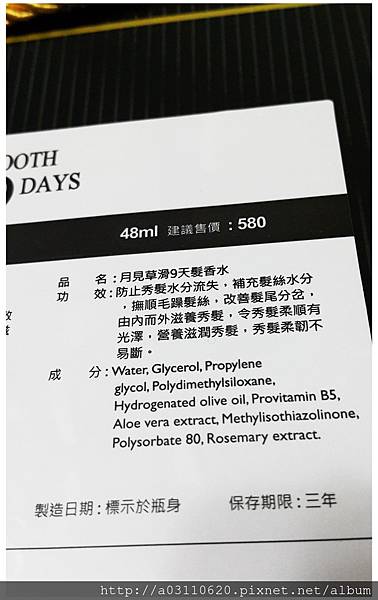 OOTH
DAYS
48ml 建議售價：580
品 名：月見草滑9天髮香水
功 效：防止秀髮水分流失，補充髮絲水分
，撫順毛躁髮絲，改善髮尾分岔，
由內而外滋養秀髮，令秀髮柔順有
光澤，營養滋潤秀髮，秀髮柔韌不
易斷。
成 分：Water, Glycerol, Propylene
glycol, Polydimethylsiloxane,
Hydrogenated olive oil, Provitamin B5,
Aloe vera extract, Methylisothiazolinone,
Polysorbate 80, Rosemary extract.
製造日期：標示於瓶身 保存期限：三年
http://a03110620.pixnet.net/album